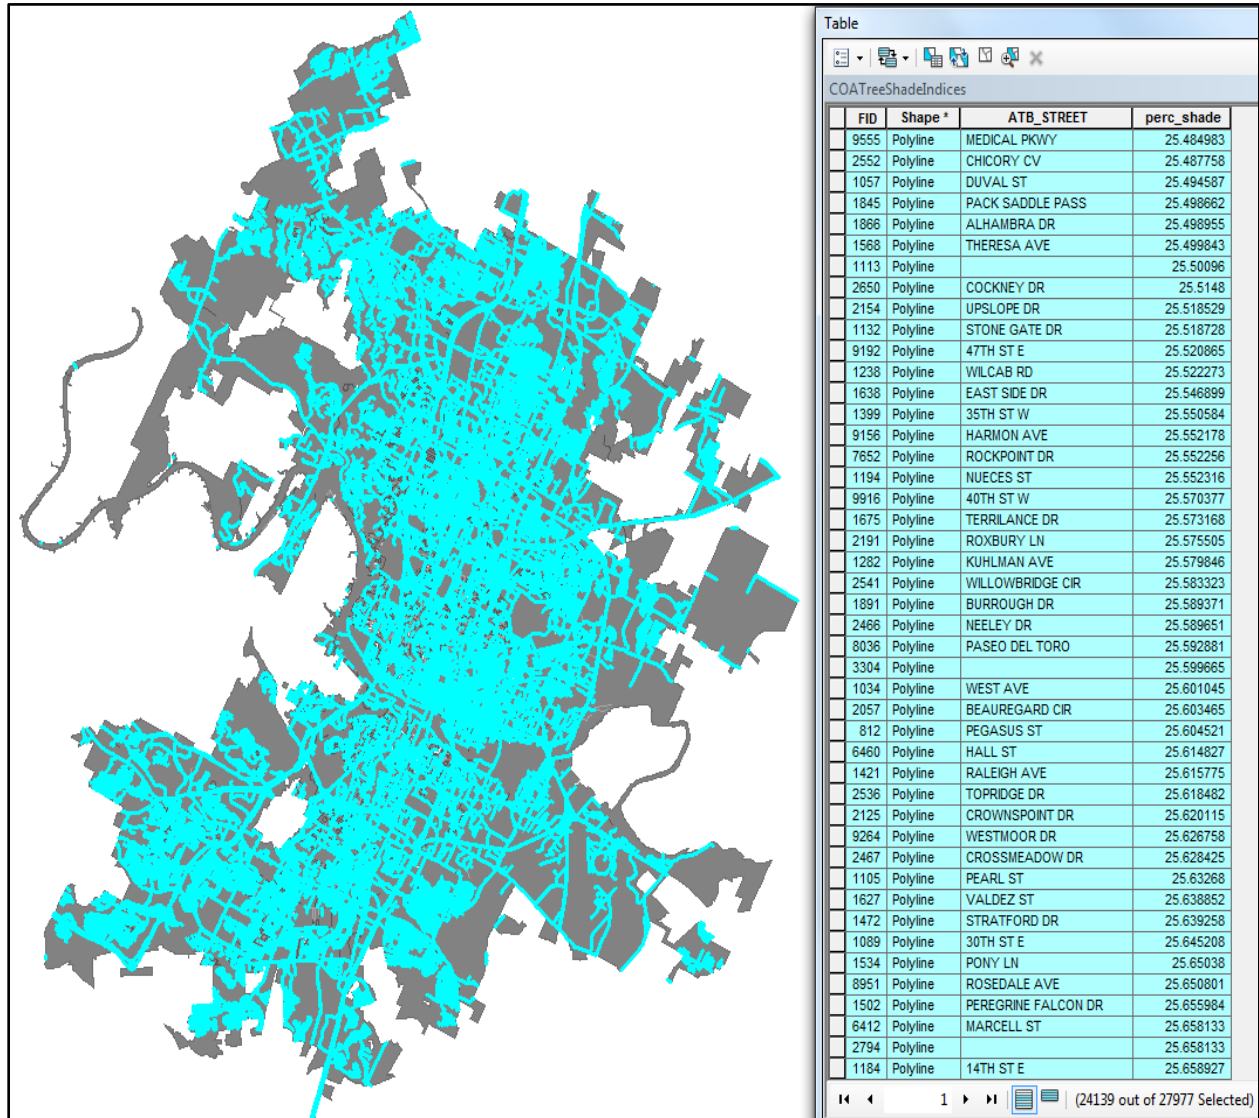 Table
COATreeShadeIndices
FID Shape * ATB_STREET perc_shade
9555 Polyline MEDICAL PKWY 25.484983
2552 Polyline CHICORY CV 25.487758
1057 Polyline DUVAL ST 25.494587
1845 Polyline PACK SADDLE PASS 25.498662
1866 Polyline ALHAMBRA DR 25.498955
1568 Polyline THERESA AVE 25.499843
1113 Polyline 25.50096
2650 Polyline COCKNEY DR 25.5148
2154 Polyline UPSLOPE DR 25.518529
1132 Polyline STONE GATE DR 25.518728
9192 Polyline 47TH ST E 25.520865
1238 Polyline WILCAB RD 25.522273
1638 Polyline EAST SIDE DR 25.546899
1399 Polyline 35TH ST W 25.550584
9156 Polyline HARMON AVE 25.552178
7652 Polyline ROCKPOINT DR 25.552256
1194 Polyline NUECES ST 25.552316
9916 Polyline 40TH ST W 25.570377
1675 Polyline TERRILANCE DR 25.573168
2191 Polyline ROXBURY LN 25.575505
1282 Polyline KUHLMAN AVE 25.579846
2541 Polyline WILLOWBRIDGE CIR 25.583323
1891 Polyline BURROUGH DR 25.589371
2466 Polyline NEELEY DR 25.589651
8036 Polyline PASEO DEL TORO 25.592881
3304 Polyline 25.599665
1034 Polyline WEST AVE 25.601045
2057 Polyline BEAUREGARD CIR 25.603465
812 Polyline PEGASUS ST 25.604521
6460 Polyline HALL ST 25.614827
1421 Polyline RALEIGH AVE 25.615775
2536 Polyline TOPRIDGE DR 25.618482
2125 Polyline CROWNSPOINT DR 25.620115
9264 Polyline WESTMOOR DR 25.626758
2467 Polyline CROSSMEADOW DR 25.628425
1105 Polyline PEARL ST 25.63268
1627 Polyline VALDEZ ST 25.638852
1472 Polyline STRATFORD DR 25.639258
1089 Polyline 30TH ST E 25.645208
1534 Polyline PONY LN 25.65038
8951 Polyline ROSEDALE AVE 25.650801
1502 Polyline PEREGRINE FALCON DR 25.655984
6412 Polyline MARCELL ST 25.658133
2794 Polyline 25.658133
1184 Polyline 14TH ST E 25.658927
1 (24139 out of 27977 Selected)